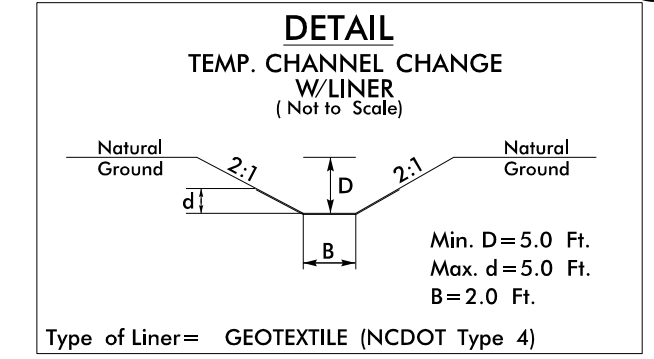 DETAIL
TEMP. CHANNEL CHANGE
W/LINER
( Not to Scale)
Natural
Ground
2:1
D
2:1
Natural
Ground
d
B
Min. D=5.0 Ft.
Max. d=5.0 Ft.
B=2.0 Ft.
Type of Liner= GEOTEXTILE (NCDOT Type 4)